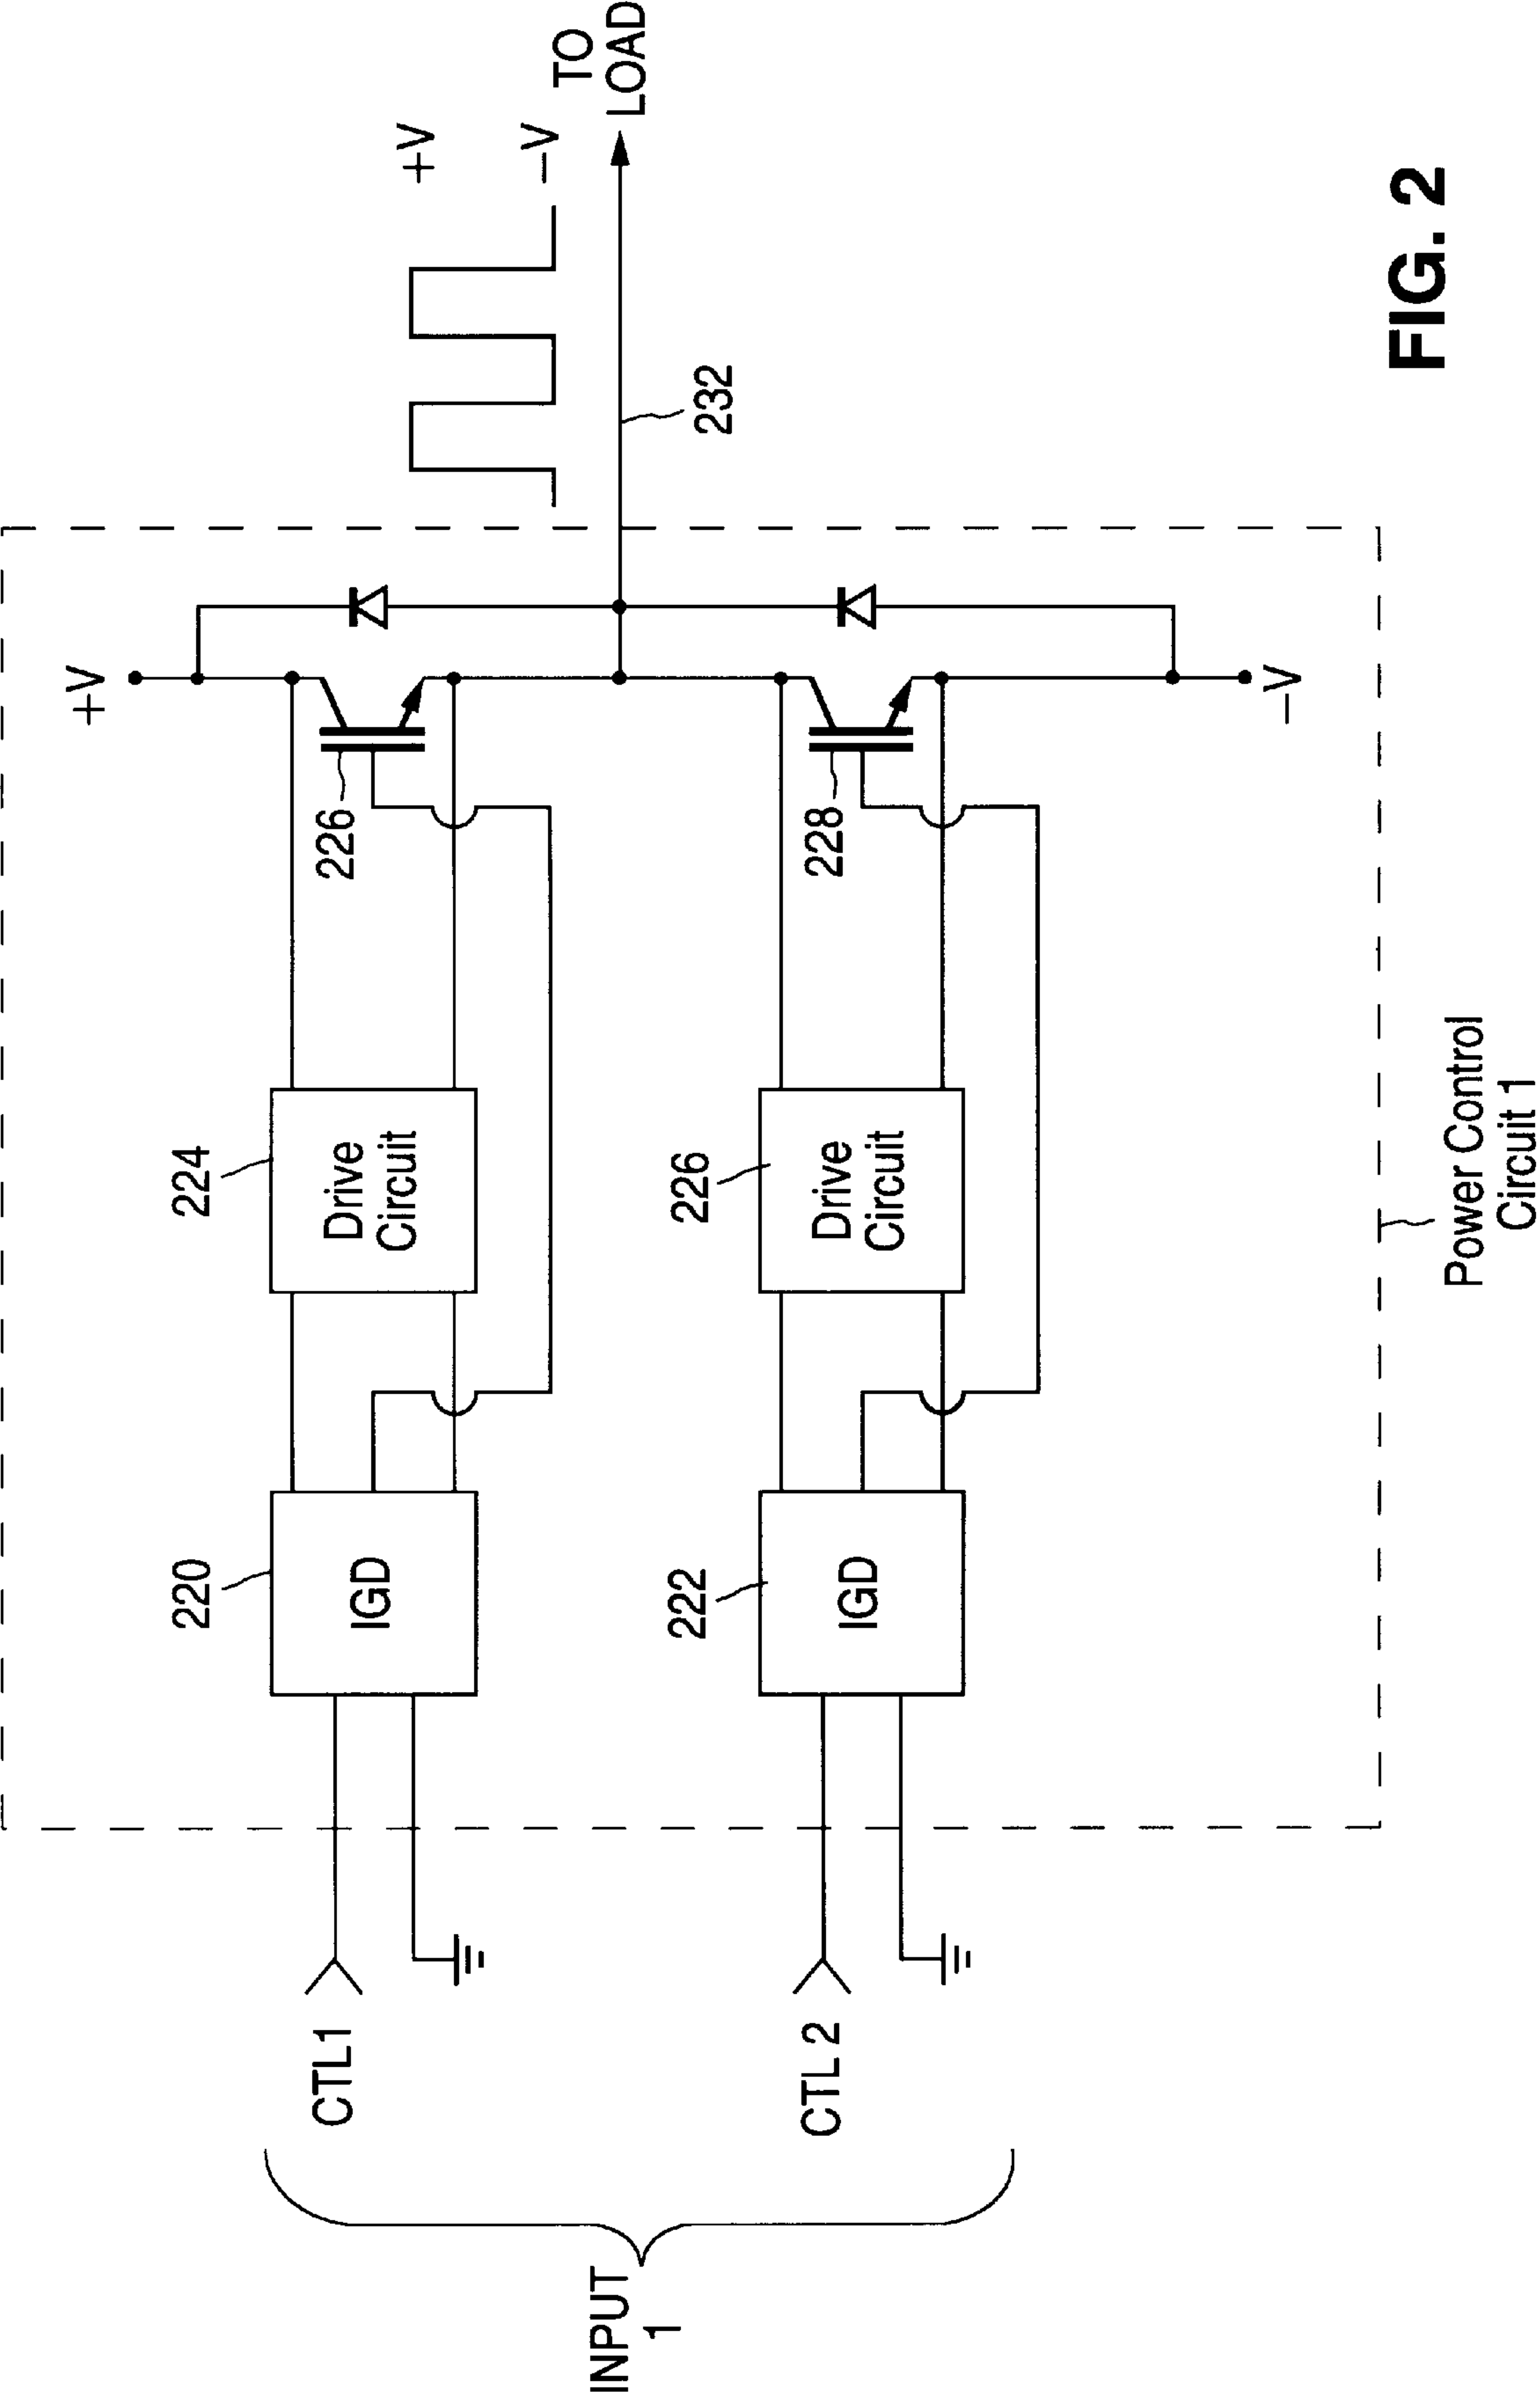 +V
+V
–V
TO
LOAD
226
224
Drive
Circuit
220
IGD
CTL1
232
228
226
Drive
Circuit
222
IGD
CTL 2
INPUT
1
–V
Power Control
Circuit 1
FIG. 2